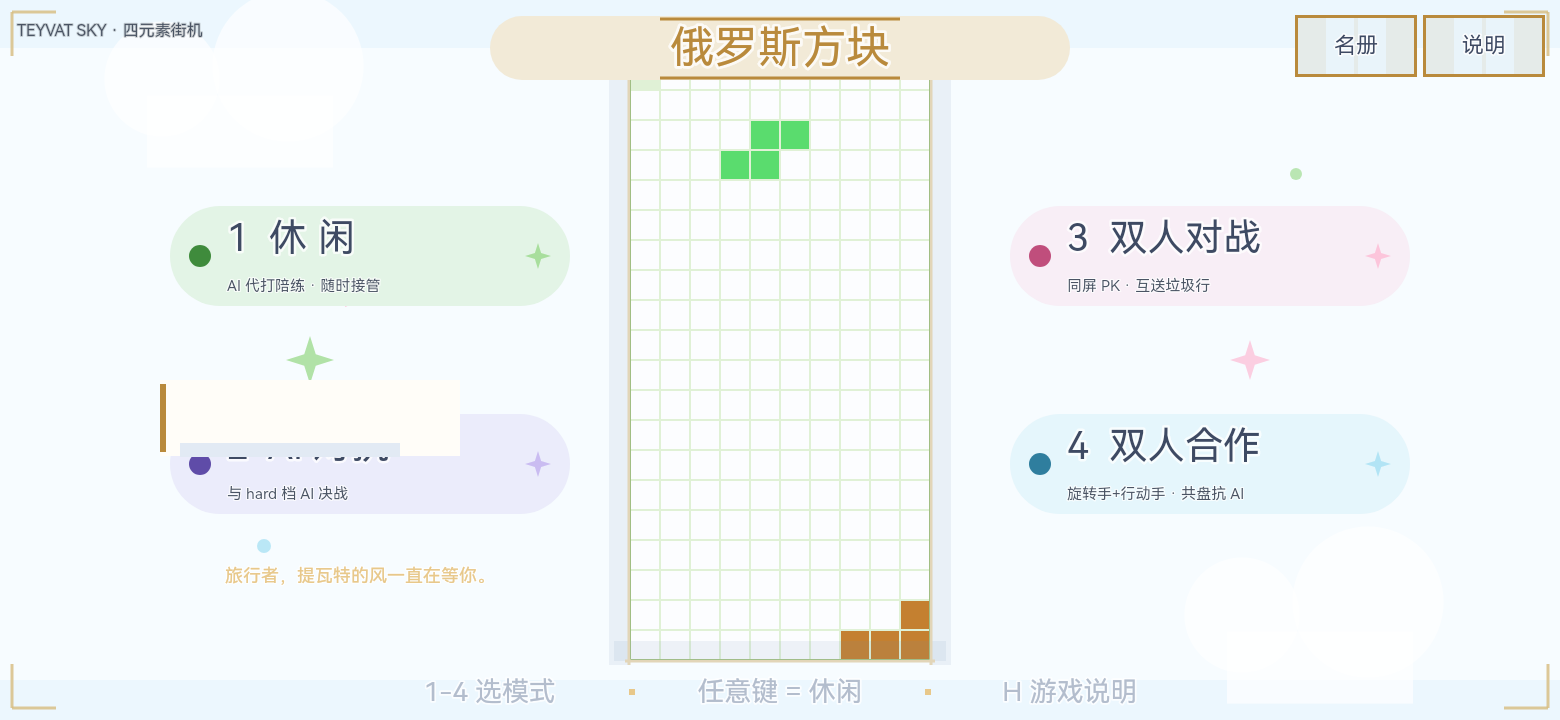 TEYVAT SKY · 四元素街机
俄罗斯方块
名册
说明
1 休 闲
AI 代打陪练 · 随时接管
3 双人对战
同屏 PK · 互送垃圾行
与 hard 档 AI 决战
4 双人合作
旋转手+行动手 · 共盘抗 AI
旅行者，提瓦特的风一直在等你。
1-4 选模式
任意键 = 休闲
H 游戏说明